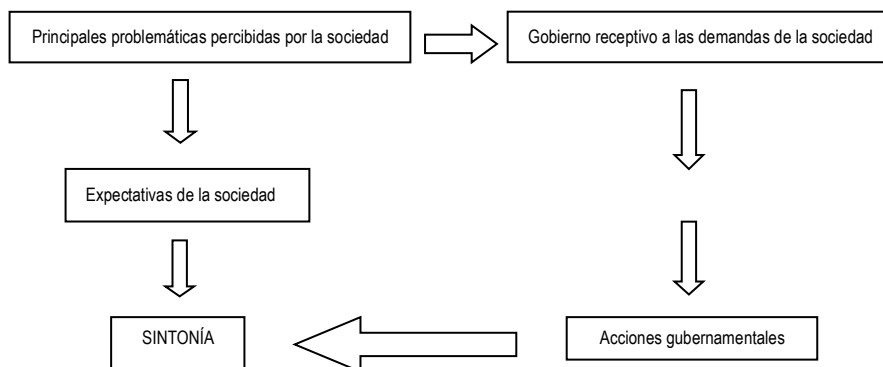 Principales problemáticas percibidas por la sociedad
Gobierno receptivo a las demandas de la sociedad
Expectativas de la sociedad
SINTONÍA
Acciones gubernamentales